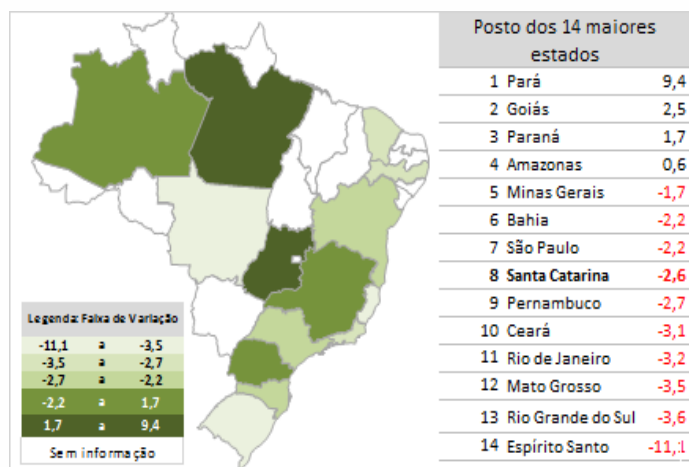 Posto dos 14 maiores
estados
1 Pará 9,4
2 Goiás 2,5
3 Paraná 1,7
4 Amazonas 0,6
5 Minas Gerais -1,7
6 Bahia -2,2
7 São Paulo -2,2
8 Santa Catarina -2,6
9 Pernambuco -2,7
10 Ceará -3,1
11 Rio de Janeiro -3,2
12 Mato Grosso -3,5
13 Rio Grande do Sul -3,6
14 Espírito Santo -11,1
Legenda: Faixa de Variação
-11,1 a -3,5
-3,5 a -2,7
-2,7 a -2,2
-2,2 a 1,7
1,7 a 9,4
Sem informação